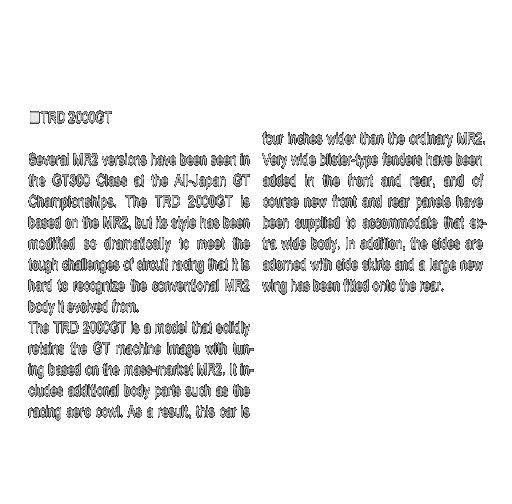 ■TRD 2000GT
Several MR2 versions have been seen in
the GT300 Class at the All-Japan GT
Championships. The TRD 2000GT is
based on the MR2, but its style has been
modified so dramatically to meet the
tough challenges of circuit racing that it is
hard to recognize the conventional MR2
body it evolved from.
The TRD 2000GT is a model that solidly
retains the GT machine image with tun-
ing based on the mass-market MR2. It in-
cludes additional body parts such as the
racing aero cowl. As a result, this car is
four inches wider than the ordinary MR2.
Very wide blister-type fenders have been
added in the front and rear, and of
course new front and rear panels have
been supplied to accommodate that ex-
tra wide body. In addition, the sides are
adorned with side skirts and a large new
wing has been fitted onto the rear.